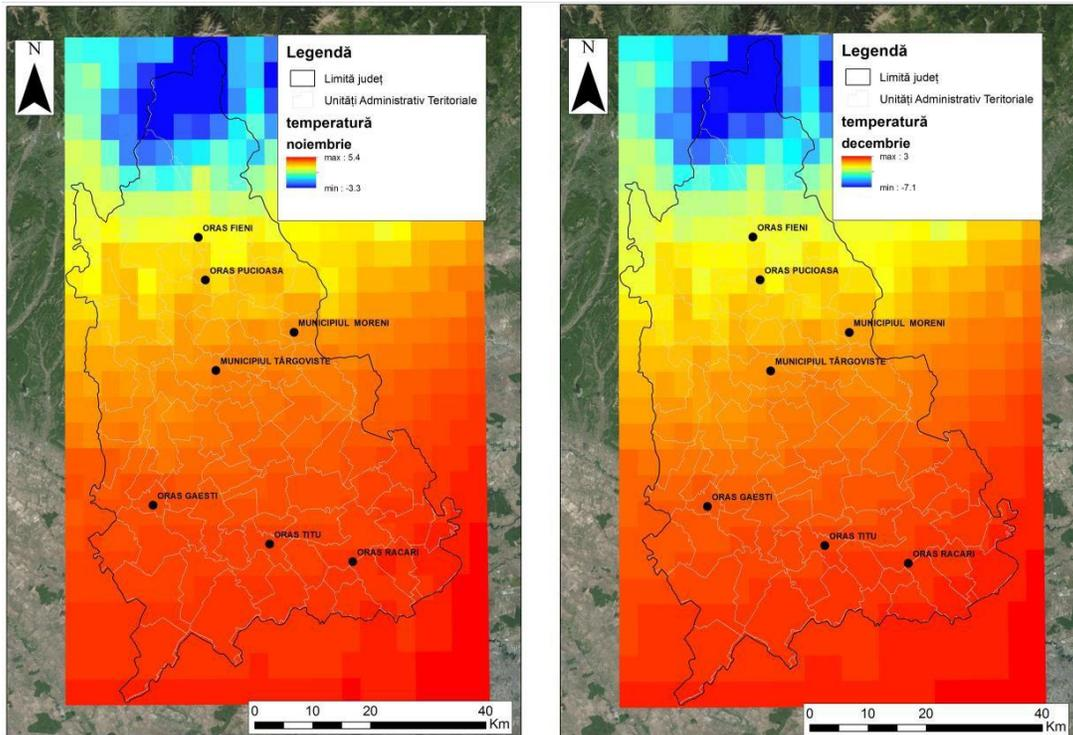 N
Legendă
Limită județ
Unități Administrativ Teritoriale
temperatură
noiembrie
max : 5.4
min : -3.3
ORAS FIENI
ORAS PUCIOASA
MUNICIPIUL MORENI
MUNICIPIUL TÂRGOVISTE
ORAS GAESTI
ORAS TITU
ORAS RACARI
0 10 20 40
Km
N
Legendă
Limită județ
Unități Administrativ Teritoriale
temperatură
decembrie
max : 3
min : -7.1
ORAS FIENI
ORAS PUCIOASA
MUNICIPIUL MORENI
MUNICIPIUL TÂRGOVISTE
ORAS GAESTI
ORAS TITU
ORAS RACARI
0 10 20 40
Km